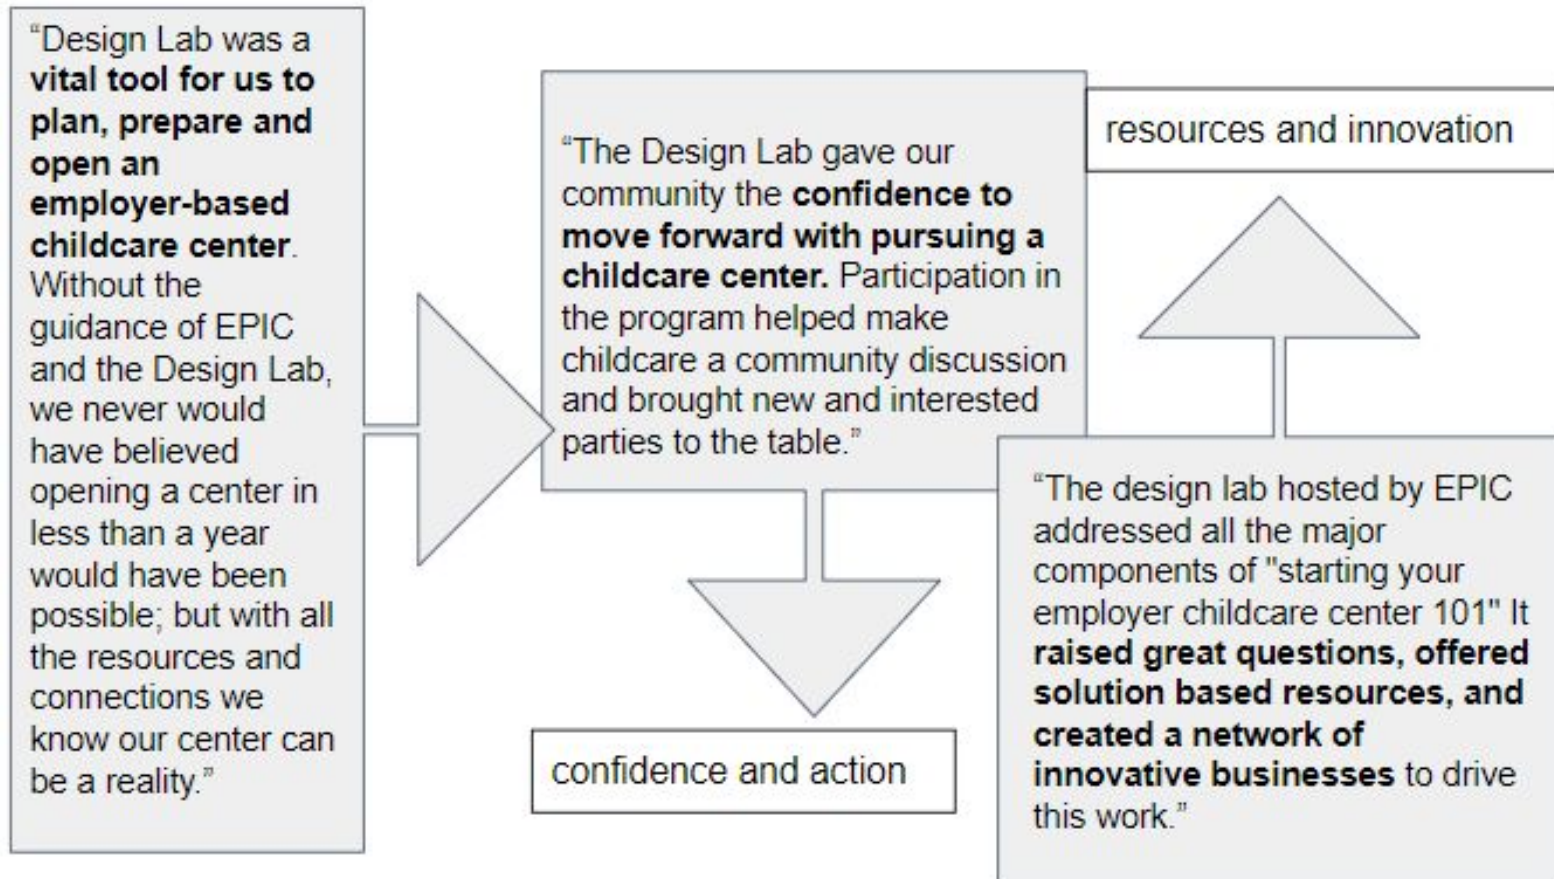 “Design Lab was a
vital tool for us to
plan, prepare and
open an
employer-based
childcare center.
Without the
guidance of EPIC
and the Design Lab,
we never would
have believed
opening a center in
less than a year
would have been
possible; but with all
the resources and
connections we
know our center can
be a reality.”
“The Design Lab gave our
community the confidence to
move forward with pursuing a
childcare center. Participation in
the program helped make
childcare a community discussion
and brought new and interested
parties to the table.”
confidence and action
resources and innovation
“The design lab hosted by EPIC
addressed all the major
components of "starting your
employer childcare center 101" It
raised great questions, offered
solution based resources, and
created a network of
innovative businesses to drive
this work.”